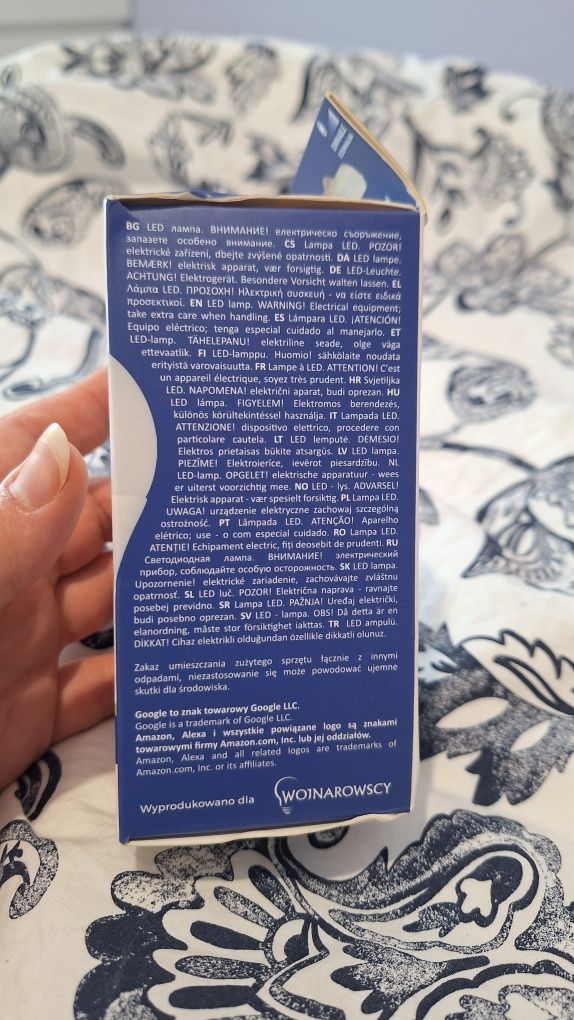 BG LED лампа. ВНИМАНИЕ! електрическо съоръжение,
запазете особено внимание. CS Lampa LED. POZOR!
elektrické zařízení, dbejte zvýšené opatrnosti. DA LED lampe.
BEMÆRK! elektrisk apparat, vær forsigtig. DE LED-Leuchte.
ACHTUNG! Elektrogerät. Besondere Vorsicht walten lassen. EL
Λάμπα LED. ΠΡΟΣΟΧΗ! Ηλεκτρική συσκευή - να είστε ειδικά
προσεκτικοί. EN LED lamp. WARNING! Electrical equipment;
take extra care when handling. ES Lámpara LED. ¡ATENCIÓN!
Equipo eléctrico; tenga especial cuidado al manejarlo. ET
LED-lamp. TÄHELEPANU! elektriline seade, olge väga
ettevaatlik. FI LED-lamppu. Huomio! sähkölaite noudata
erityistä varovaisuutta. FR Lampe à LED. ATTENTION! C'est
un appareil électrique, soyez très prudent. HR Svjetiljka
LED. NAPOMENA! električni aparat, budi oprezan. HU
LED lámpa. FIGYELEM! Elektromos berendezés,
különös körültekintéssel használja. IT Lampada LED.
ATTENZIONE! dispositivo elettrico, procedere con
particolare cautela. LT LED lemputė. DĖMESIO!
Elektros prietaisas būkite atsargūs. LV LED lampa.
PIEZĪME! Elektroierice, ievērot piesardzību. NL
LED-lamp. OPGELET! elektrische apparatuur - wees
er uiterst voorzichtig mee. NO LED - lys. ADVARSEL!
Elektrisk apparat - vær spesielt forsiktig. PL Lampa LED.
UWAGA! urządzenie elektryczne zachowaj szczególną
ostrożność. PT Lâmpada LED. ATENÇÃO! Aparelho
elétrico; use - o com especial cuidado. RO Lampa LED.
ATENȚIE! Echipament electric, fiți deosebit de prudenți. RU
Светодиодная лампа. ВНИМАНИЕ! электрический
прибор, соблюдайте особую осторожность. SK LED lampa.
Upozornenie! elektrické zariadenie, zachovávajte zvláštnu
opatrnosť. SL LED luč. POZOR! Električna naprava - ravnajte
posebej previdno. SR Lampa LED. PAŽNJA! Uređaj električki,
budi posebno oprezan. SV LED - lampa. OBS! Då detta är en
elanordning, måste stor försiktighet iakttas. TR LED ampulü.
DİKKAT! Cihaz elektrikli olduğundan özellikle dikkatli olunuz.
Zakaz umieszczania zużytego sprzętu łącznie z innymi
odpadami, niezastosowanie się może powodować ujemne
skutki dla środowiska.
Google to znak towarowy Google LLC.
Google is a trademark of Google LLC.
Amazon, Alexa i wszystkie powiązane logo są znakami
towarowymi firmy Amazon.com, Inc. lub jej oddziałów.
Amazon, Alexa and all related logos are trademarks of
Amazon.com, Inc. or its affiliates.
Wyprodukowano dla WOJNAROWSCY